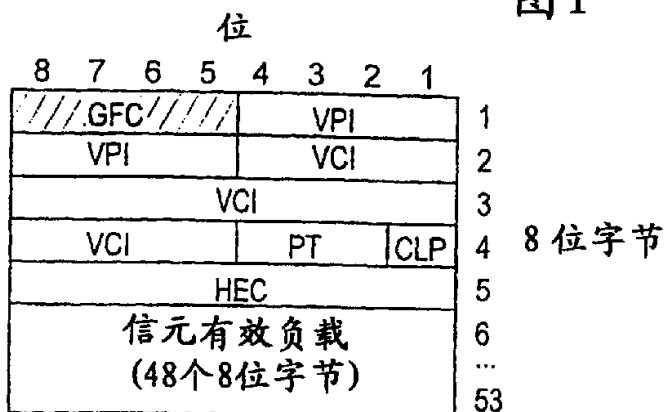 图1
位
8 7 6 5 4 3 2 1
GFC VPI 1
VPI VCI 2
VCI 3
VCI PT CLP 4 8位字节
HEC 5
信元有效负载 6
(48个8位字节) ...
53